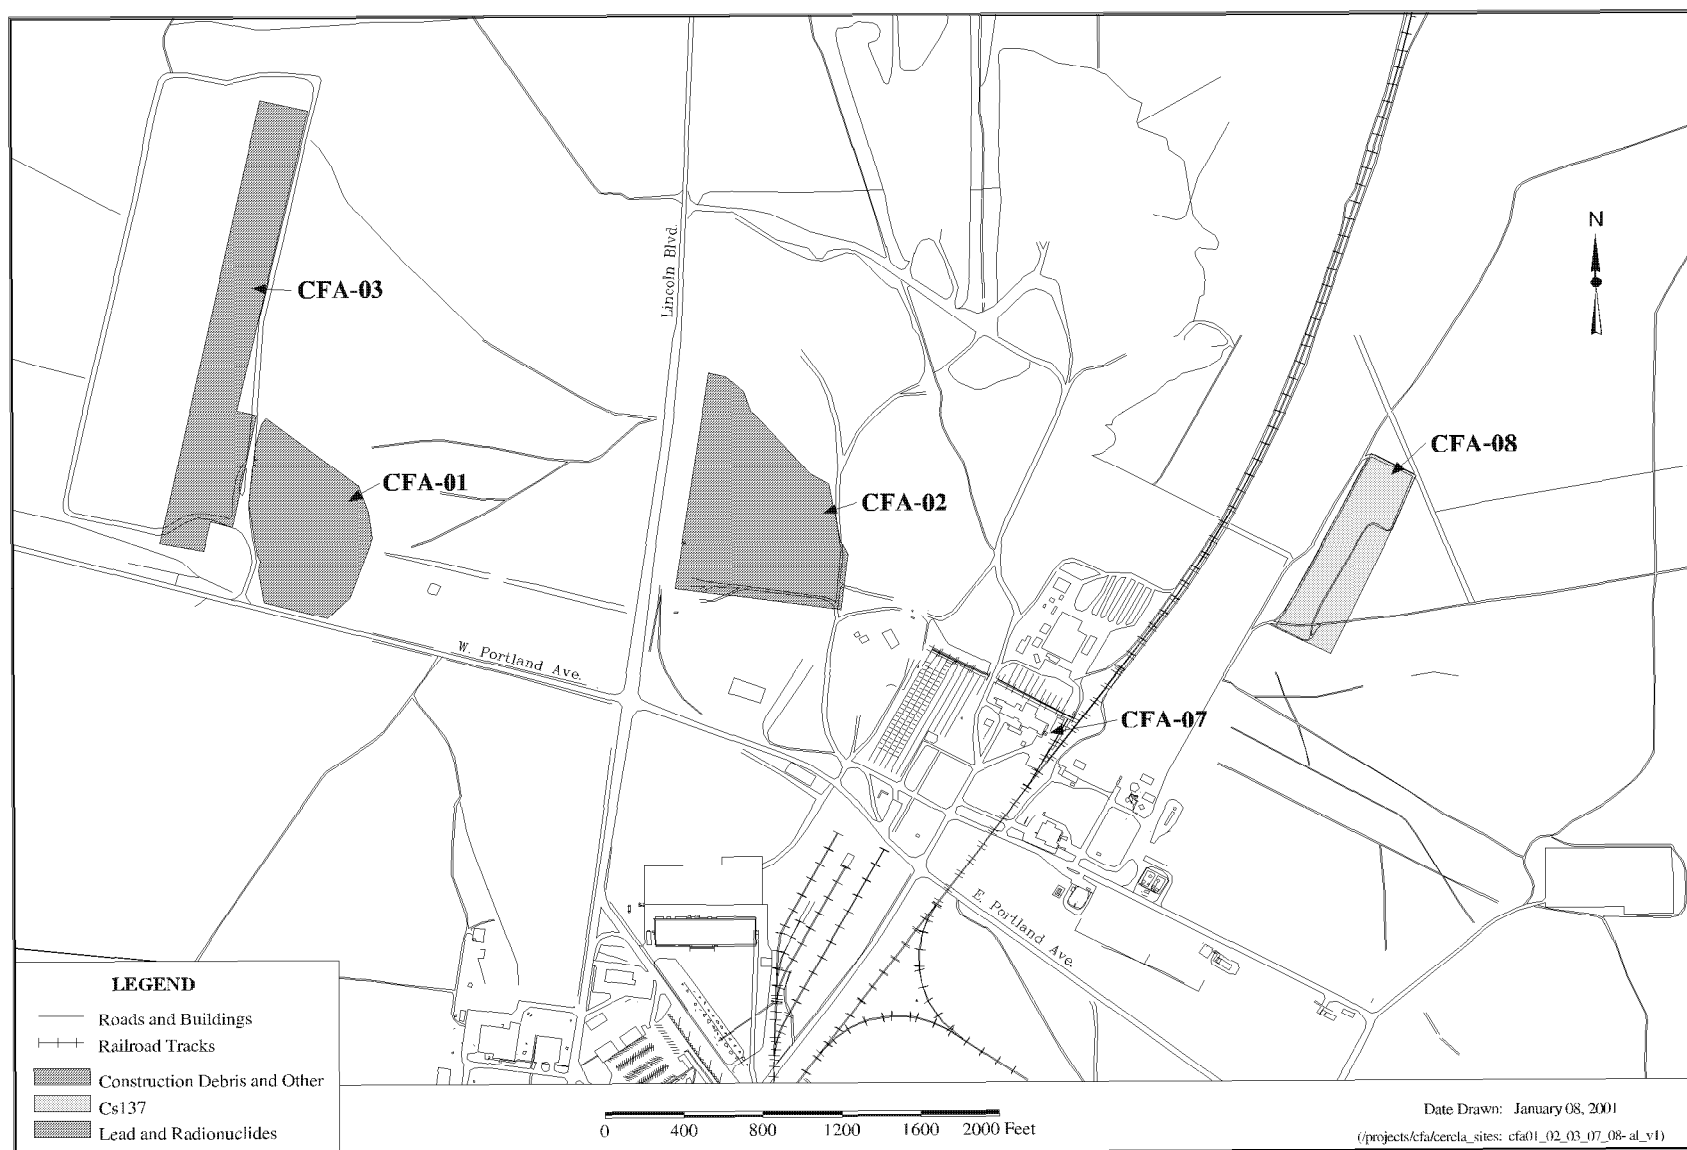 N
Lincoln Blvd.
CFA-03
CFA-08
CFA-01
CFA-02
W. Portland Ave.
CFA-07
E. Portland Ave.
LEGEND
Roads and Buildings
Railroad Tracks
Construction Debris and Other
Cs137
Lead and Radionuclides
0 400 800 1200 1600 2000 Feet
Date Drawn: January 08, 2001
(/projects/cfa/cercla_sites: cfa01_02_03_07_08-al_v1)